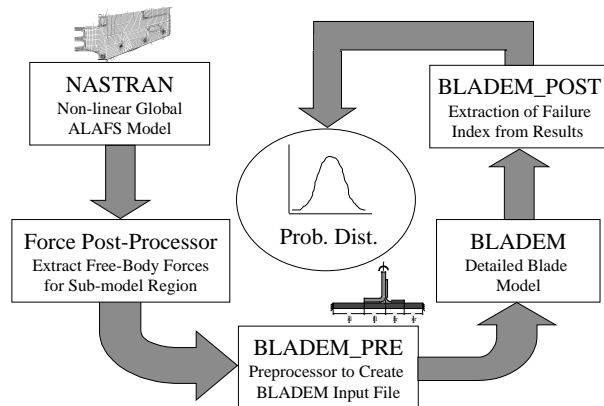 NASTRAN
Non-linear Global
ALAFS Model
Force Post-Processor
Extract Free-Body Forces
for Sub-model Region
BLADEM_PRE
Preprocessor to Create
BLADEM Input File
BLADEM
Detailed Blade
Model
BLADEM_POST
Extraction of Failure
Index from Results
Prob. Dist.